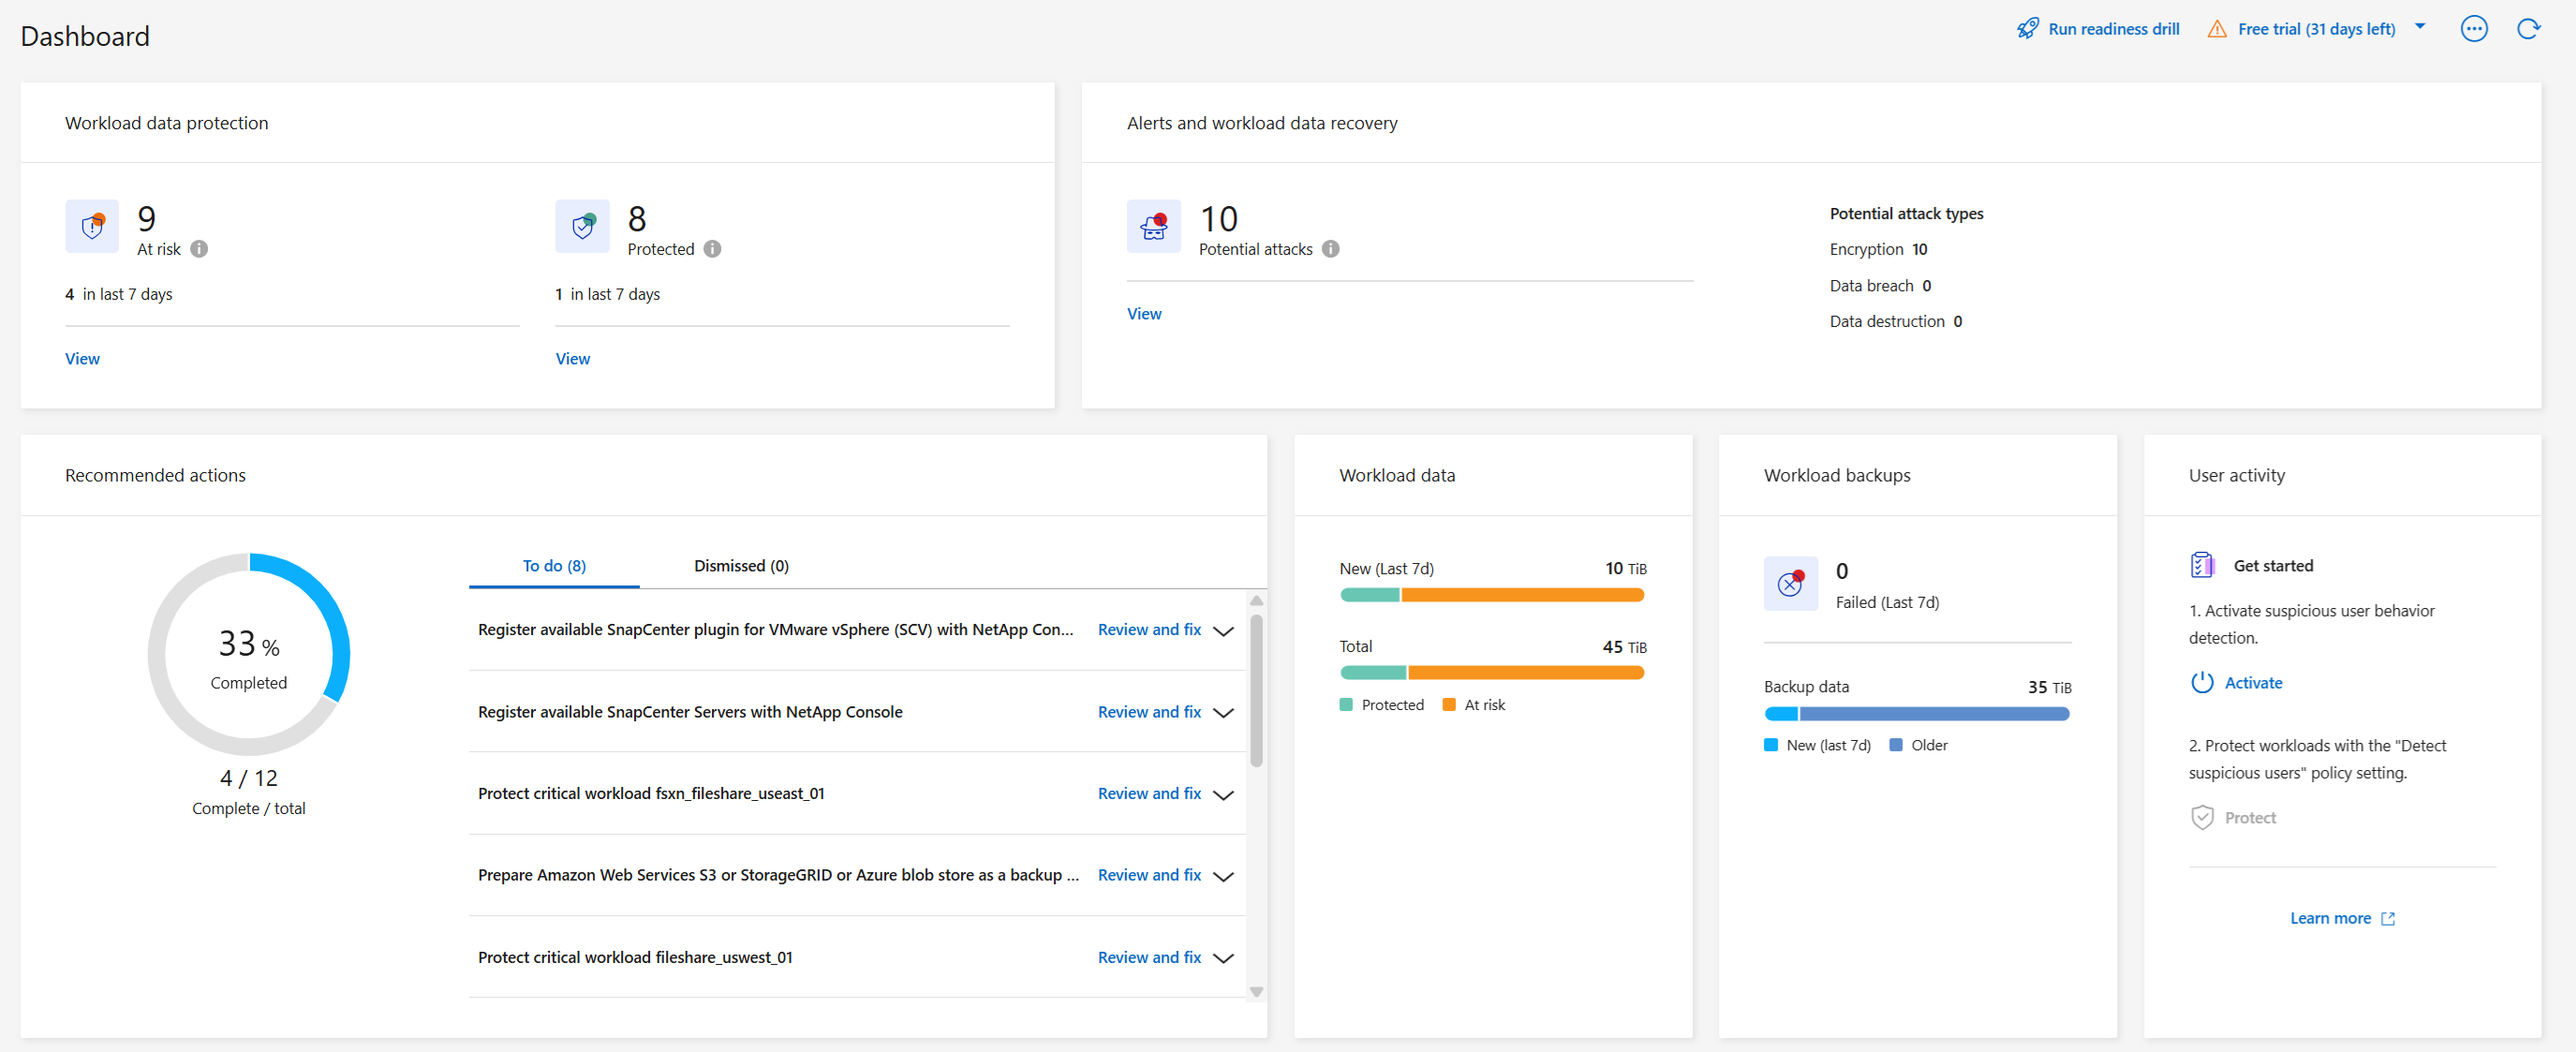 Dashboard
Run readiness drill
Free trial (31 days left)
Workload data protection
9
At risk
4 in last 7 days
View
8
Protected
1 in last 7 days
View
Alerts and workload data recovery
10
Potential attacks
View
Potential attack types
Encryption 10
Data breach 0
Data destruction 0
Recommended actions
33 %
Completed
4 / 12
Complete / total
To do (8)
Dismissed (0)
Register available SnapCenter plugin for VMware vSphere (SCV) with NetApp Con... Review and fix
Register available SnapCenter Servers with NetApp Console Review and fix
Protect critical workload fsxn_fileshare_useast_01 Review and fix
Prepare Amazon Web Services S3 or StorageGRID or Azure blob store as a backup ... Review and fix
Protect critical workload fileshare_uswest_01 Review and fix
Workload data
New (Last 7d) 10 TiB
Total 45 TiB
Protected At risk
Workload backups
0
Failed (Last 7d)
Backup data 35 TiB
New (last 7d) Older
User activity
Get started
1. Activate suspicious user behavior
detection.
Activate
2. Protect workloads with the "Detect
suspicious users" policy setting.
Protect
Learn more